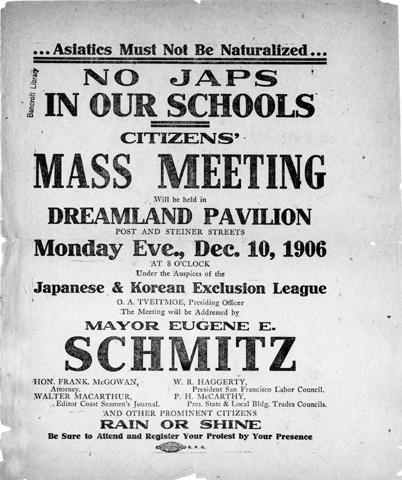 ...Asiatics Must Not Be Naturalized...
NO JAPS
IN OUR SCHOOLS
CITIZENS'
MASS MEETING
Will be held in
DREAMLAND PAVILION
POST AND STEINER STREETS
Monday Eve., Dec. 10, 1906
AT 8 O'CLOCK
Under the Auspices of the
Japanese & Korean Exclusion League
O. A. TVEITMOE, Presiding Officer
The Meeting will be Addressed by
MAYOR EUGENE E.
SCHMITZ
HON. FRANK. McGOWAN,
Attorney.
WALTER MACARTHUR,
Editor Coast Seamen's Journal.
W. R. HAGGERTY,
President San Francisco Labor Council.
P. H. McCARTHY,
Pres. State & Local Bldg. Trades Councils.
AND OTHER PROMINENT CITIZENS
RAIN OR SHINE
Be Sure to Attend and Register Your Protest by Your Presence
Bancroft Library